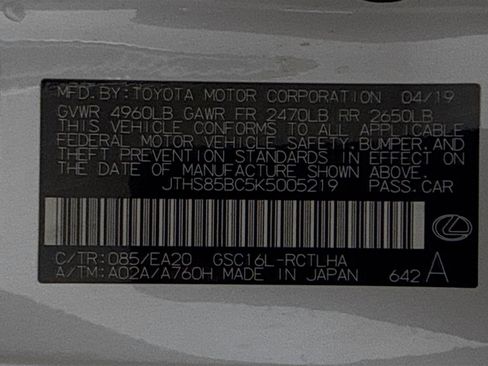 MFD.BY:TOYOTA MOTOR CORPORATION 04/19
GVWR 4960LB GAWR FR 2470LB RR 2650LB
THIS VEHICLE CONFORMS TO ALL APPLICABLE
FEDERAL MOTOR VEHICLE SAFETY,BUMPER,AND
THEFT PREVENTION STANDARDS IN EFFECT ON
THE DATE OF MANUFACTURE SHOWN ABOVE.
JTHS85BC5K5005219 PASS.CAR
C/TR:085/EA20 GSC16L-RCTLHA
A/TM:A02A/A760H MADE IN JAPAN 642 A